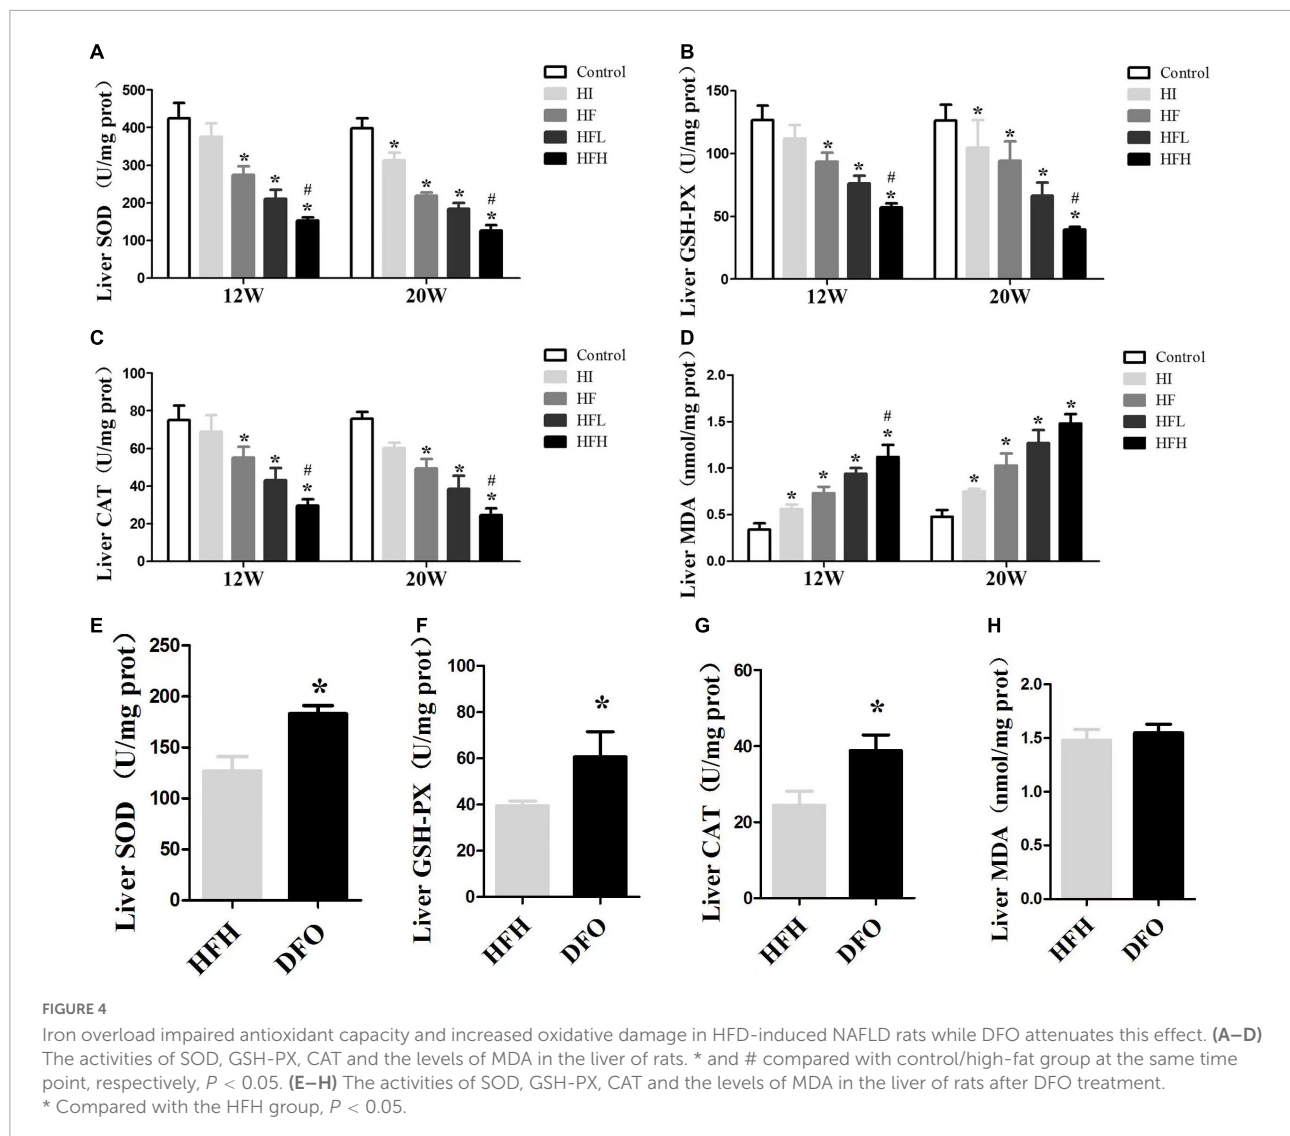 A
Liver SOD (U/mg prot)
500
400
300
200
100
0
*
*
#
*
*
*
*
#
*
12W
20W
Control
HI
HF
HFL
HFH
B
Liver GSH-PX (U/mg prot)
150
100
50
0
*
*
#
*
*
*
*
#
*
12W
20W
Control
HI
HF
HFL
HFH
C
Liver CAT (U/mg prot)
100
80
60
40
20
0
*
*
#
*
*
*
#
*
12W
20W
Control
HI
HF
HFL
HFH
D
Liver MDA (nmol/mg prot)
2.0
1.5
1.0
0.5
0.0
*
*
*
#
*
*
*
*
*
12W
20W
Control
HI
HF
HFL
HFH
E
Liver SOD (U/mg prot)
250
200
150
100
50
0
*
HFH
DFO
F
Liver GSH-PX (U/mg prot)
100
80
60
40
20
0
*
HFH
DFO
G
Liver CAT (U/mg prot)
60
40
20
0
*
HFH
DFO
H
Liver MDA (nmol/mg prot)
2.0
1.5
1.0
0.5
0.0
HFH
DFO
FIGURE 4
Iron overload impaired antioxidant capacity and increased oxidative damage in HFD-induced NAFLD rats while DFO attenuates this effect. (A–D)
The activities of SOD, GSH-PX, CAT and the levels of MDA in the liver of rats. * and # compared with control/high-fat group at the same time
point, respectively, P < 0.05. (E–H) The activities of SOD, GSH-PX, CAT and the levels of MDA in the liver of rats after DFO treatment.
* Compared with the HFH group, P < 0.05.